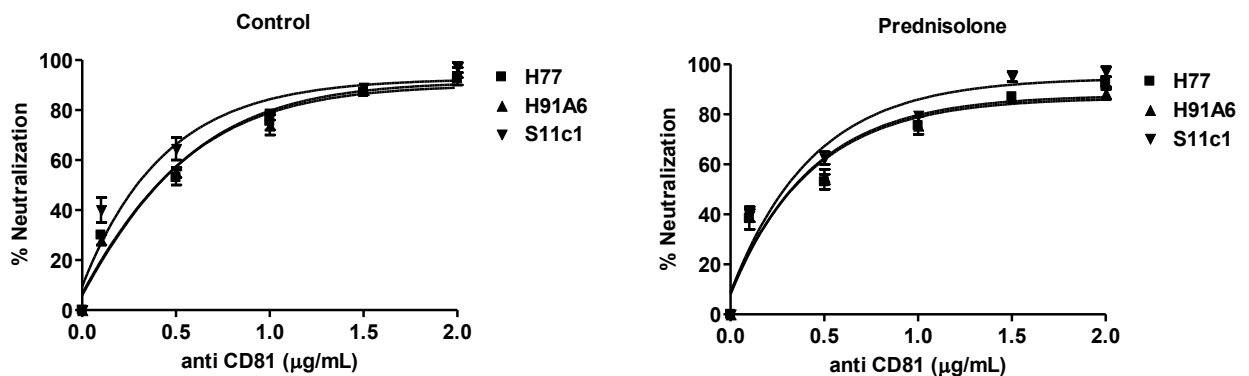 Control
100
80
60
40
20
0
% Neutralization
0.0 0.5 1.0 1.5 2.0
anti CD81 (μg/mL)
H77
H91A6
S11c1
Prednisolone
100
80
60
40
20
0
% Neutralization
0.0 0.5 1.0 1.5 2.0
anti CD81 (μg/mL)
H77
H91A6
S11c1